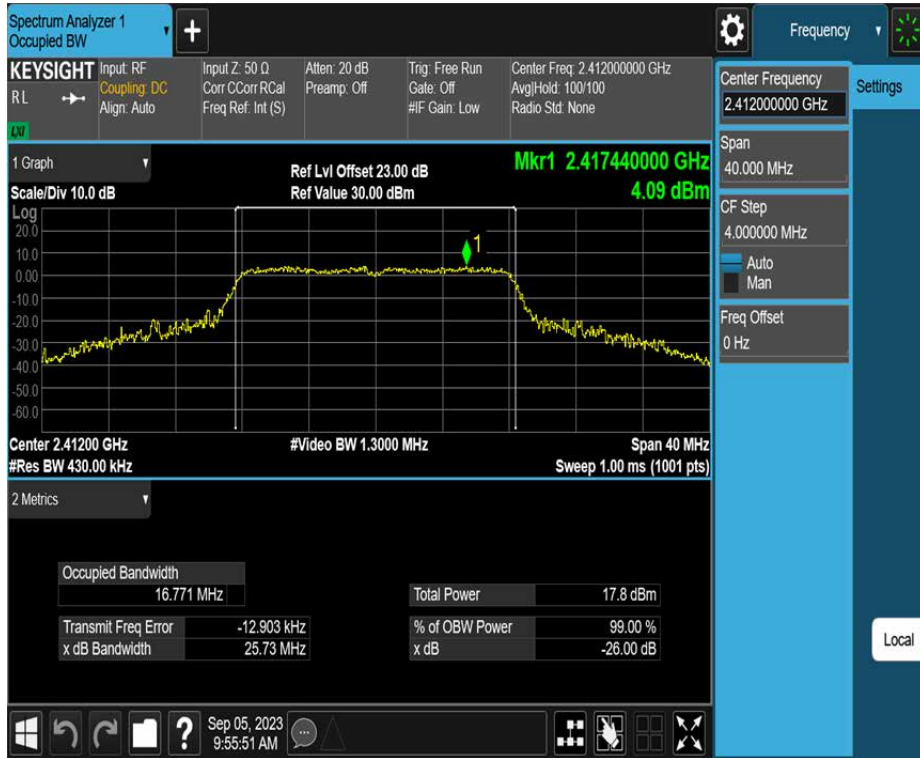 Spectrum Analyzer 1
Occupied BW
+
Frequency
KEYSIGHT
R L
LXI
Input: RF
Coupling: DC
Align: Auto
Input Z: 50 Ω
Corr CCorr RCal
Freq Ref: Int (S)
Atten: 20 dB
Preamp: Off
Trig: Free Run
Gate: Off
#IF Gain: Low
Center Freq: 2.412000000 GHz
Avg|Hold: 100/100
Radio Std: None
Center Frequency
2.412000000 GHz
Settings
Span
40.000 MHz
CF Step
4.000000 MHz
Auto
Man
Freq Offset
0 Hz
Local
1 Graph
Scale/Div 10.0 dB
Ref Lvl Offset 23.00 dB
Ref Value 30.00 dBm
Mkr1 2.417440000 GHz
4.09 dBm
Log
20.0
10.0
0.00
-10.0
-20.0
-30.0
-40.0
-50.0
-60.0
1
Center 2.41200 GHz
#Res BW 430.00 kHz
#Video BW 1.3000 MHz
Span 40 MHz
Sweep 1.00 ms (1001 pts)
2 Metrics
Occupied Bandwidth
16.771 MHz
Transmit Freq Error -12.903 kHz
x dB Bandwidth 25.73 MHz
Total Power 17.8 dBm
% of OBW Power 99.00 %
x dB -26.00 dB
?
Sep 05, 2023
9:55:51 AM